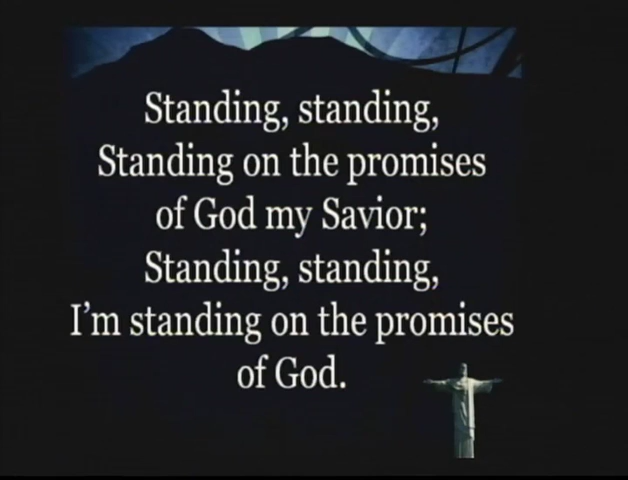 Standing, standing,
Standing on the promises
of God my Savior;
Standing, standing,
I'm standing on the promises
of God.